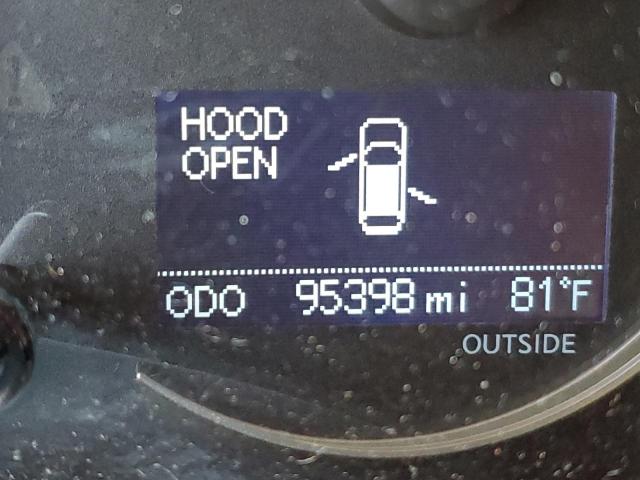 HOOD
OPEN
ODO 95398 mi 81°F
OUTSIDE